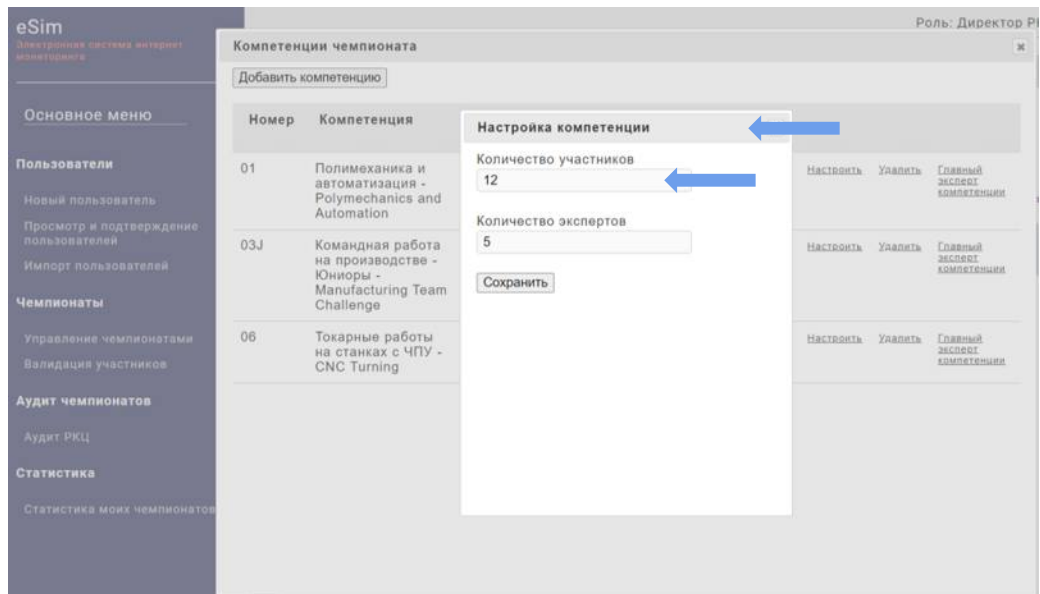 eSim
Электронная система интернет
мониторинга
Роль: Директор РК
Основное меню
Пользователи
Новый пользователь
Просмотр и подтверждение
пользователей
Импорт пользователей
Чемпионаты
Управление чемпионатами
Валидация участников
Аудит чемпионатов
Аудит РКЦ
Статистика
Статистика моих чемпионатов
Компетенции чемпионата
Добавить компетенцию
Номер Компетенция
01 Полимеханика и
автоматизация -
Polymechanics and
Automation
Настроить Удалить Главный
эксперт
компетенции
03J Командная работа
на производстве -
Юниоры -
Manufacturing Team
Challenge
Настроить Удалить Главный
эксперт
компетенции
06 Токарные работы
на станках с ЧПУ -
CNC Turning
Настроить Удалить Главный
эксперт
компетенции
Настройка компетенции
Количество участников
12
Количество экспертов
5
Сохранить